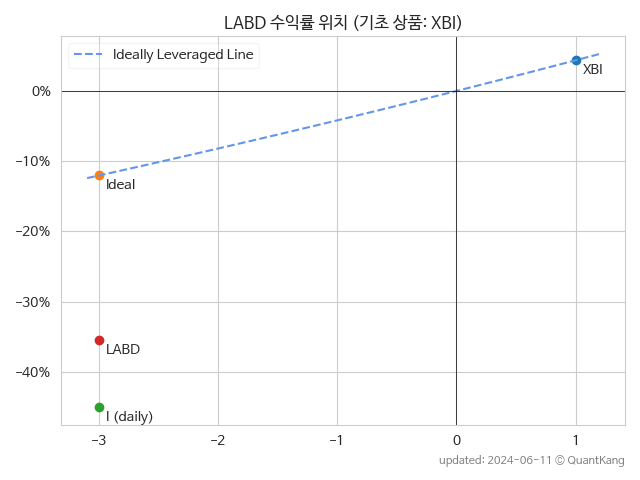 LABD 수익률 위치 (기초 상품: XBI)
Ideally Leveraged Line
XBI
0%
−10%
Ideal
−20%
−30%
LABD
−40%
I (daily)
−3 −2 −1 0 1
updated: 2024-06-11 © QuantKang